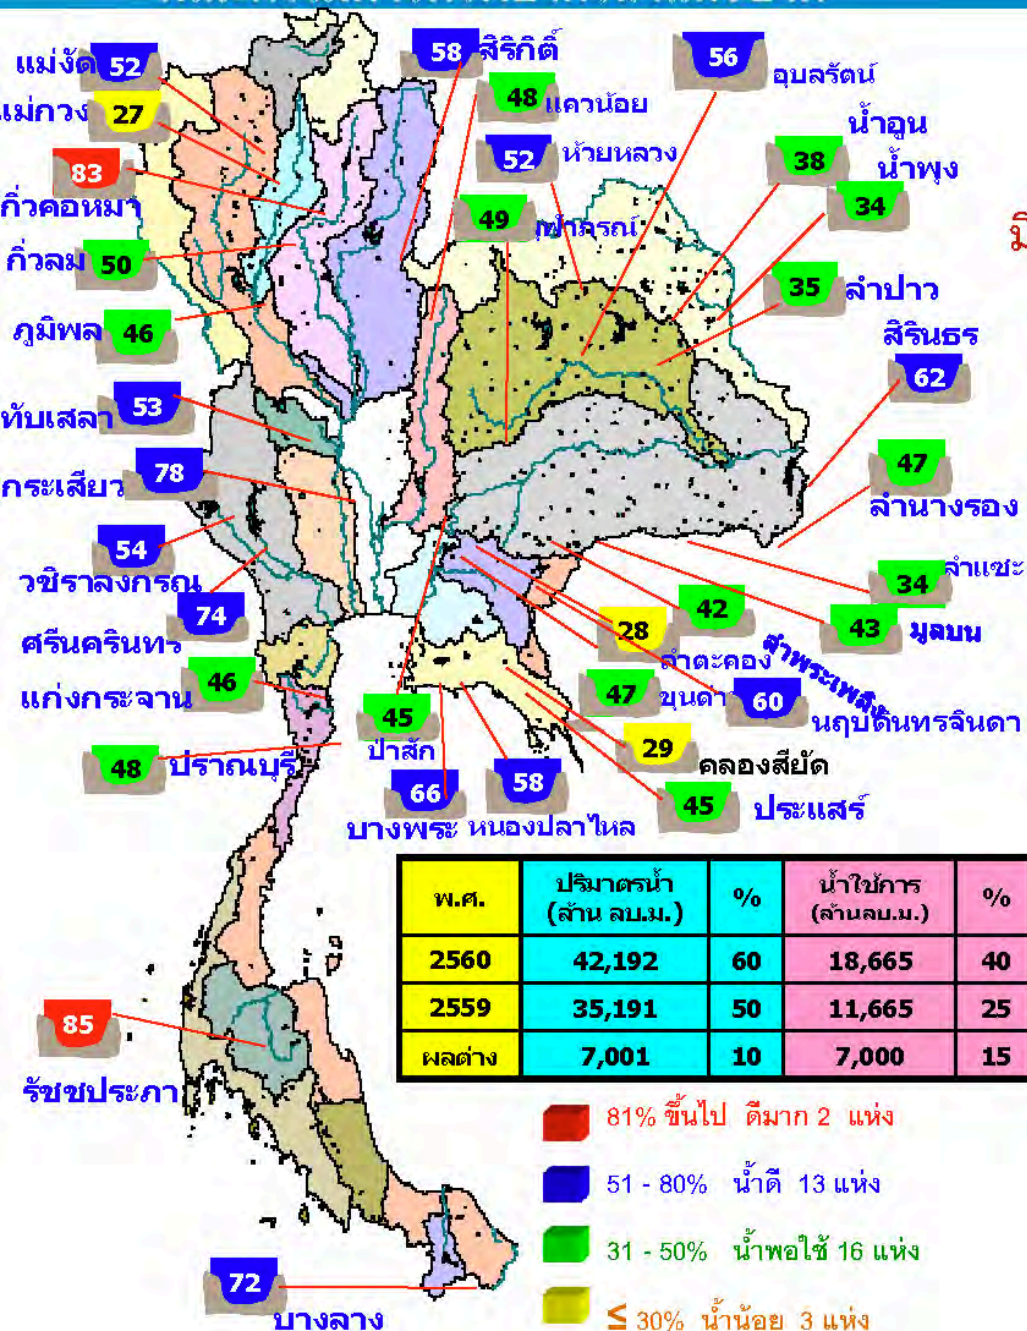 แม่งัด 52
58 สิริกิติ์
56 อุบลรัตน์
แม่กวง 27
48 แควน้อย
น้ำอูน
38
83
กิ่วคอหมา
52 ห้วยหลวง
น้ำพุง
34
49
กิ่วลม 50
35 ลำปาว
ภูมิพล 46
สิรินธร
62
ทับเสลา 53
กระเสียว 78
47
ลำนางรอง
54
วชิราลงกรณ
34 ลำแซะ
74
ศรีนครินทร
28
ลำตะคอง
42
ลำพระเพลิง
43 มูลบน
แก่งกระจาน 46
47
60 นฤบดินทรจินดา
45
ป่าสัก
29
คลองสียัด
48 ปราณบุรี
66
บางพระ
58
หนองปลาไหล
45 ประแสร์
พ.ศ. ปริมาตรน้ำ (ล้าน ลบ.ม.) % น้ำใช้การ (ล้านลบ.ม.) %
2560 42,192 60 18,665 40
2559 35,191 50 11,665 25
ผลต่าง 7,001 10 7,000 15
85
รัชชประภา
81% ขึ้นไป ดีมาก 2 แห่ง
51 - 80% น้ำดี 13 แห่ง
31 - 50% น้ำพอใช้ 16 แห่ง
≤ 30% น้ำน้อย 3 แห่ง
72
บางลาง